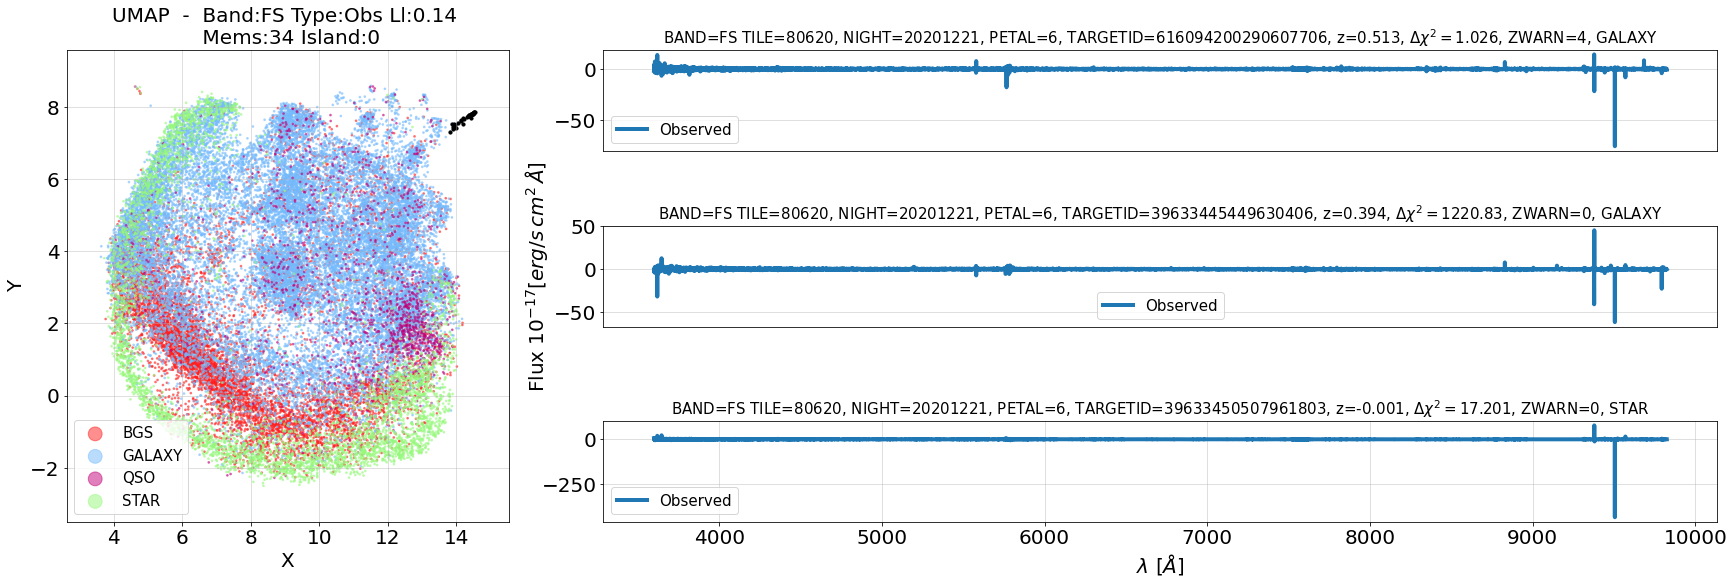 UMAP - Band:FS Type:Obs Ll:0.14
Mems:34 Island:0
Y
8
6
4
2
0
−2
4
6
8
10
12
14
X
BGS
GALAXY
QSO
STAR
Flux 10⁻¹⁷[erg/s cm² Å]
BAND=FS TILE=80620, NIGHT=20201221, PETAL=6, TARGETID=616094200290607706, z=0.513, Δχ² = 1.026, ZWARN=4, GALAXY
0
−50
Observed
BAND=FS TILE=80620, NIGHT=20201221, PETAL=6, TARGETID=39633445449630406, z=0.394, Δχ² = 1220.83, ZWARN=0, GALAXY
50
0
−50
Observed
BAND=FS TILE=80620, NIGHT=20201221, PETAL=6, TARGETID=39633450507961803, z=-0.001, Δχ² = 17.201, ZWARN=0, STAR
0
−250
Observed
4000
5000
6000
7000
8000
9000
10000
λ [Å]